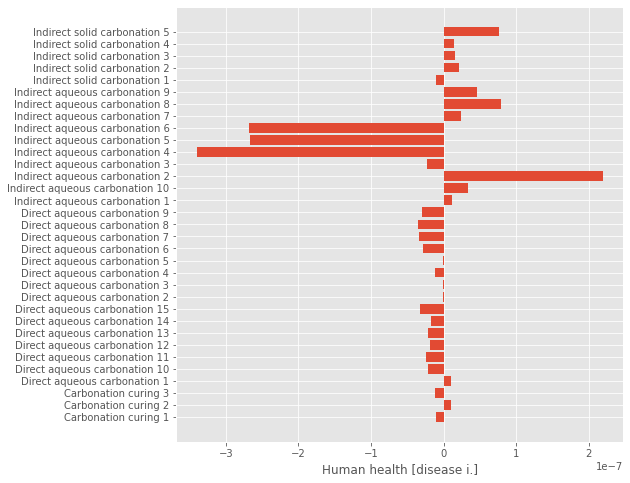 Indirect solid carbonation 5
Indirect solid carbonation 4
Indirect solid carbonation 3
Indirect solid carbonation 2
Indirect solid carbonation 1
Indirect aqueous carbonation 9
Indirect aqueous carbonation 8
Indirect aqueous carbonation 7
Indirect aqueous carbonation 6
Indirect aqueous carbonation 5
Indirect aqueous carbonation 4
Indirect aqueous carbonation 3
Indirect aqueous carbonation 2
Indirect aqueous carbonation 10
Indirect aqueous carbonation 1
Direct aqueous carbonation 9
Direct aqueous carbonation 8
Direct aqueous carbonation 7
Direct aqueous carbonation 6
Direct aqueous carbonation 5
Direct aqueous carbonation 4
Direct aqueous carbonation 3
Direct aqueous carbonation 2
Direct aqueous carbonation 15
Direct aqueous carbonation 14
Direct aqueous carbonation 13
Direct aqueous carbonation 12
Direct aqueous carbonation 11
Direct aqueous carbonation 10
Direct aqueous carbonation 1
Carbonation curing 3
Carbonation curing 2
Carbonation curing 1
−3 −2 −1 0 1 2
Human health [disease i.]
1e−7